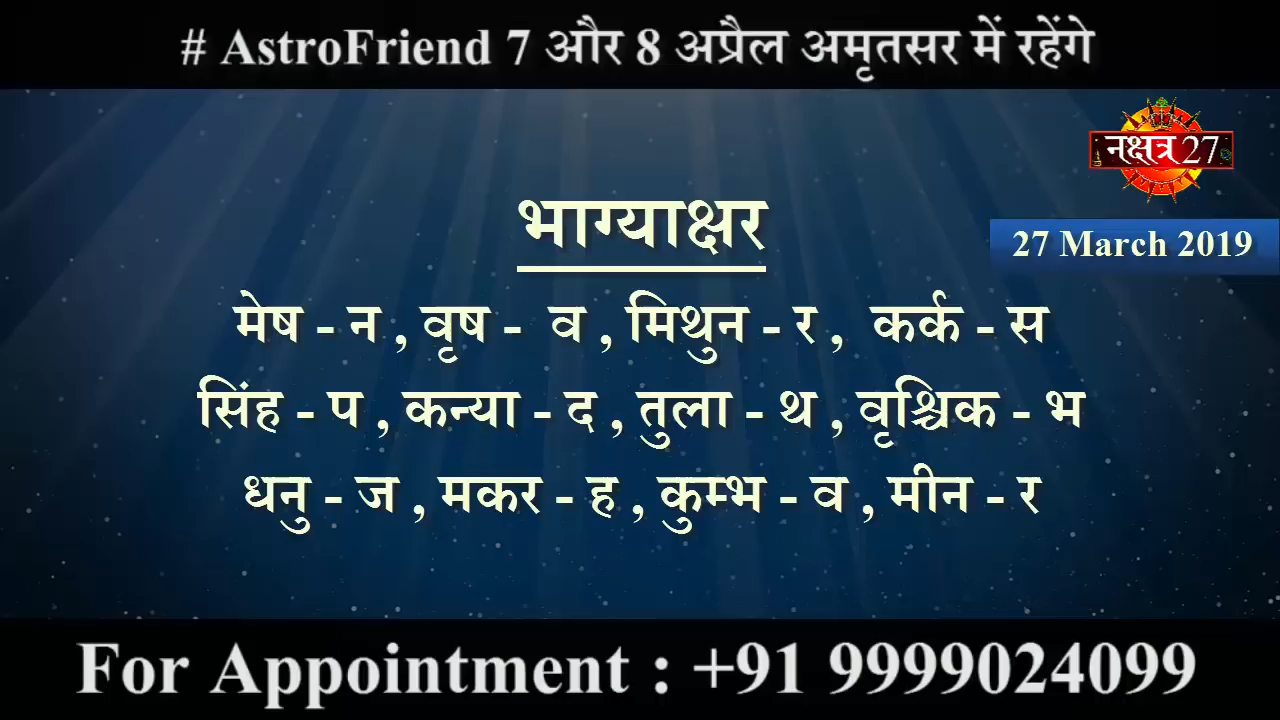 # AstroFriend 7 और 8 अप्रैल अमृतसर में रहेंगे
नक्षत्र 27
27 March 2019
भाग्याक्षर
मेष - न , वृष - व , मिथुन - र , कर्क - स
सिंह - प , कन्या - द , तुला - थ , वृश्चिक - भ
धनु - ज , मकर - ह , कुम्भ - व , मीन - र
For Appointment : +91 9999024099